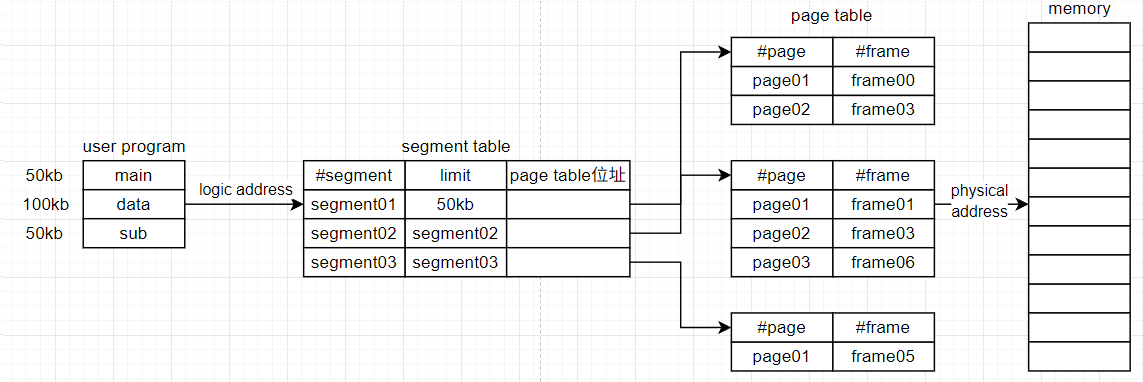 page table
memory
#page #frame
page01 frame00
page02 frame03
user program
segment table
50kb main
100kb data
50kb sub
logic address
#segment limit page table位址
segment01 50kb
segment02 segment02
segment03 segment03
#page #frame
page01 frame01
page02 frame03
page03 frame06
physical
address
#page #frame
page01 frame05